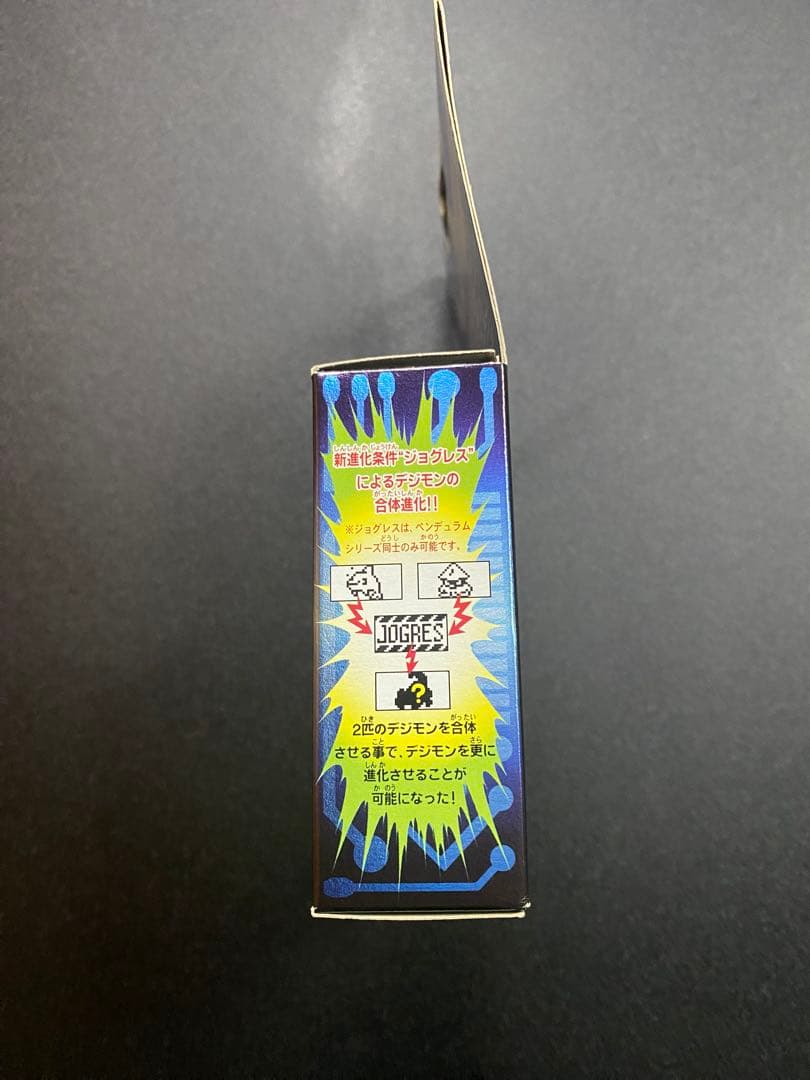 新進化条件"ジョグレス"
によるデジモンの
合体進化!!
※ジョグレスは、ペンデュラム
シリーズ同士のみ可能です。
JOGRES
?
2匹のデジモンを合体
させる事で、デジモンを更に
進化させることが
可能になった!